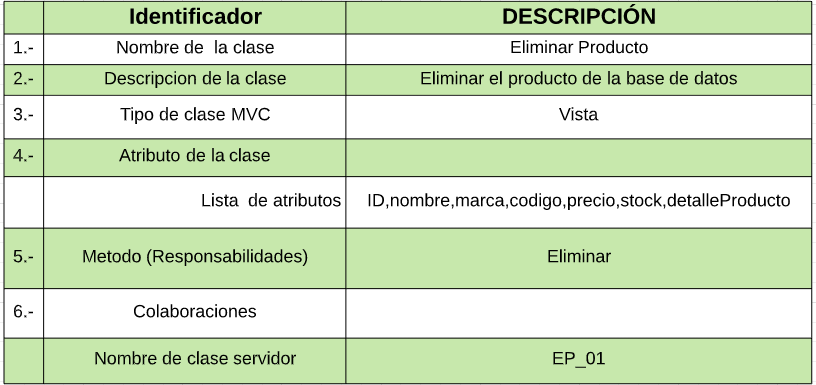 Identificador DESCRIPCIÓN
1.- Nombre de la clase Eliminar Producto
2.- Descripcion de la clase Eliminar el producto de la base de datos
3.- Tipo de clase MVC Vista
4.- Atributo de la clase
Lista de atributos ID,nombre,marca,codigo,precio,stock,detalleProducto
5.- Metodo (Responsabilidades) Eliminar
6.- Colaboraciones
Nombre de clase servidor EP_01